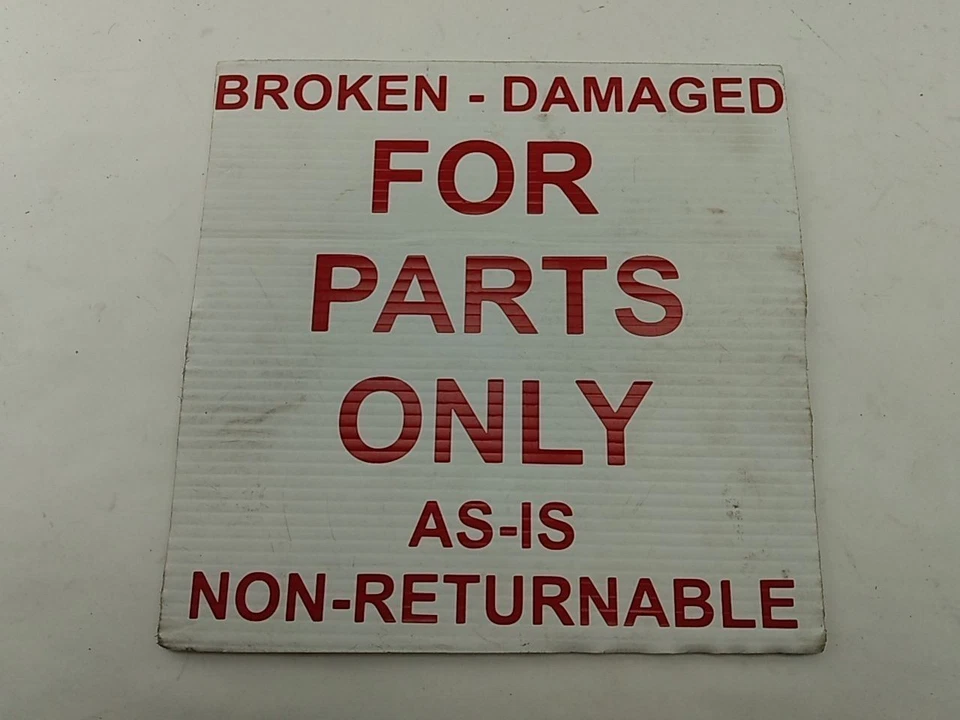 BROKEN - DAMAGED
FOR
PARTS
ONLY
AS-IS
NON-RETURNABLE